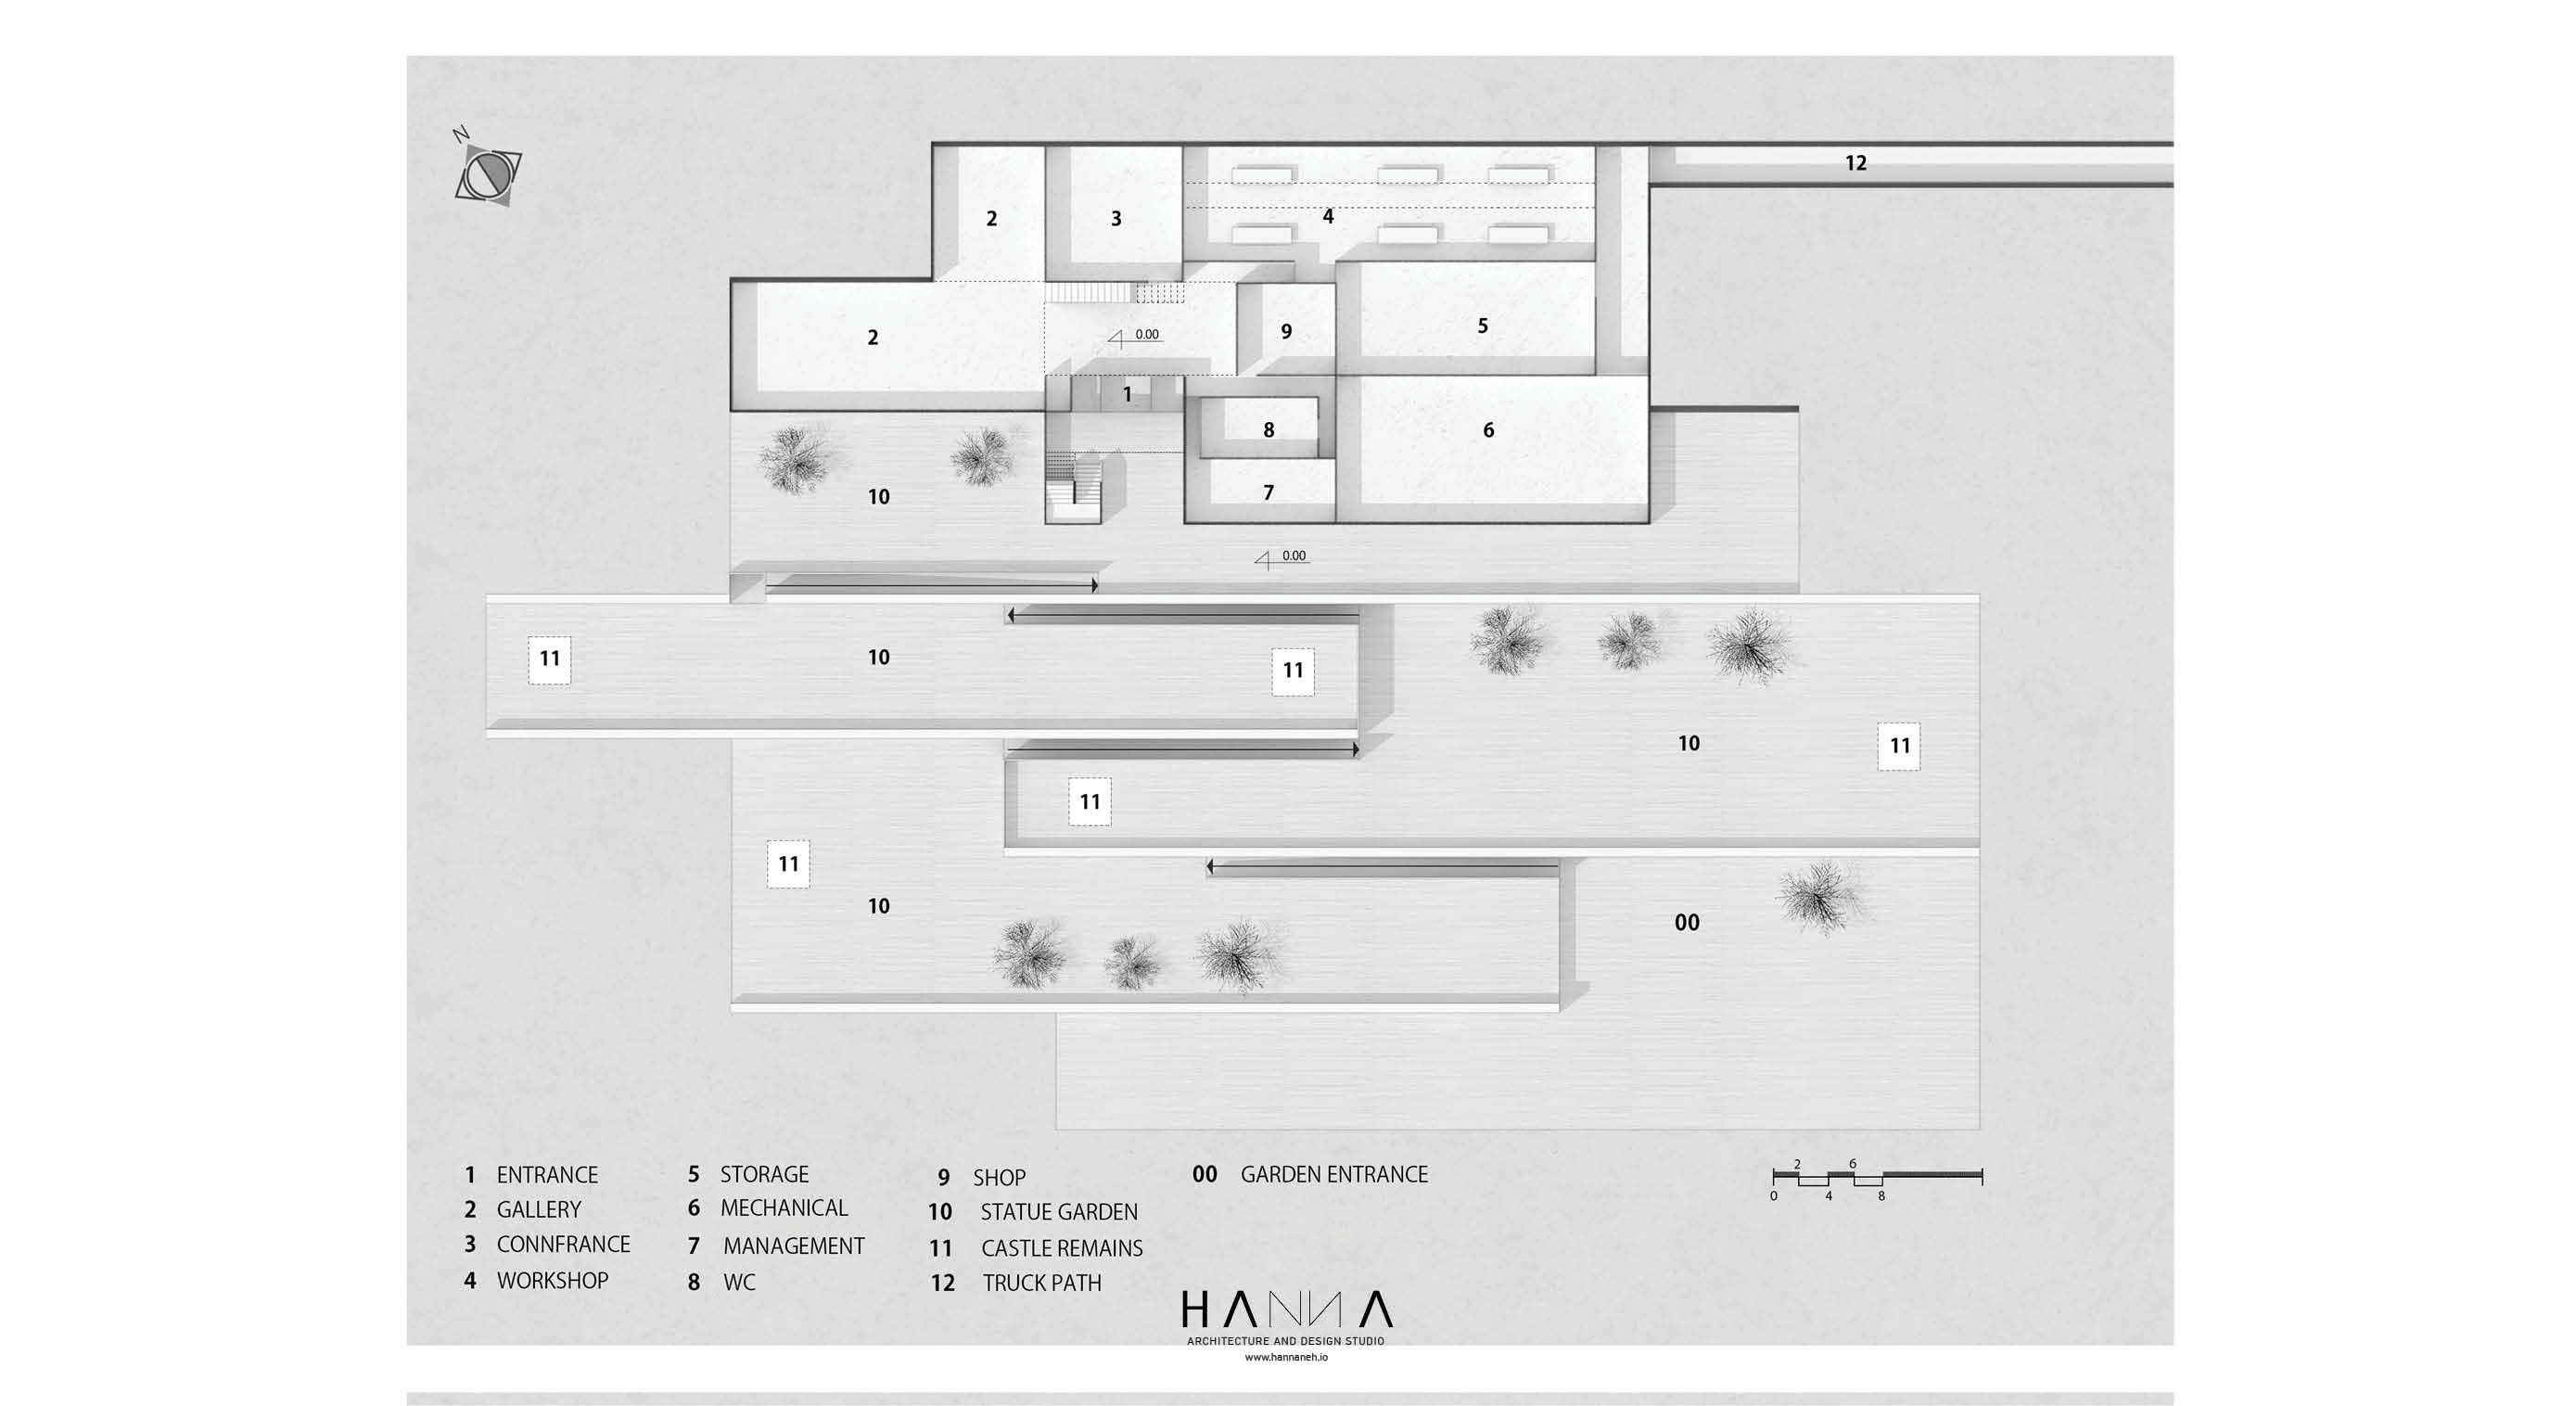 N
12
2
3
4
2
0.00
9
5
1
8
6
7
10
0.00
11
10
11
10
11
11
11
10
00
1 ENTRANCE
2 GALLERY
3 CONNFRANCE
4 WORKSHOP
5 STORAGE
6 MECHANICAL
7 MANAGEMENT
8 WC
9 SHOP
10 STATUE GARDEN
11 CASTLE REMAINS
12 TRUCK PATH
00 GARDEN ENTRANCE
2 6
0 4 8
HANNA
ARCHITECTURE AND DESIGN STUDIO
www.hannaneh.io